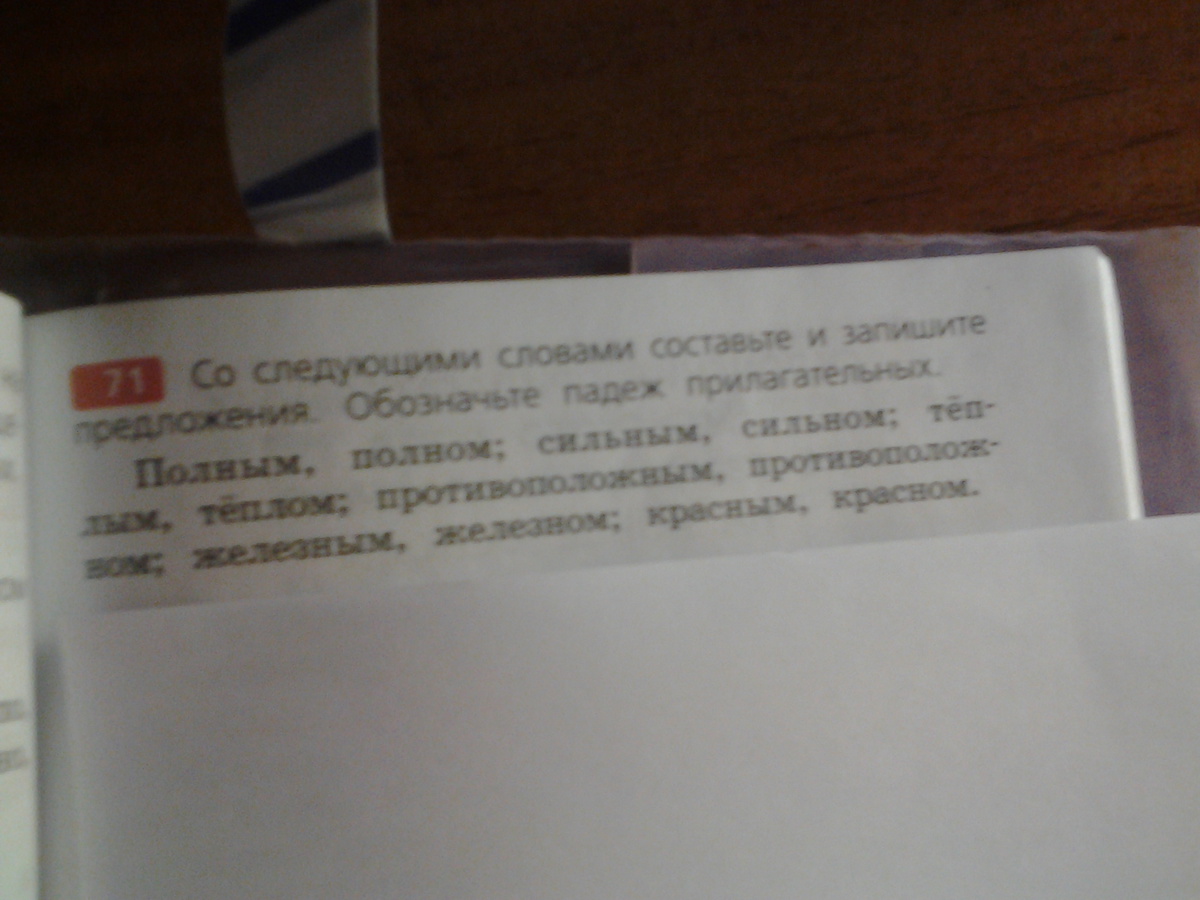 71 Со следующими словами составьте и запишите
предложения. Обозначьте падеж прилагательных.
Полным, полном; сильным, сильном; тёп-
лым, тёплом; противоположным, противополож-
ном; железным, железном; красным, красном.